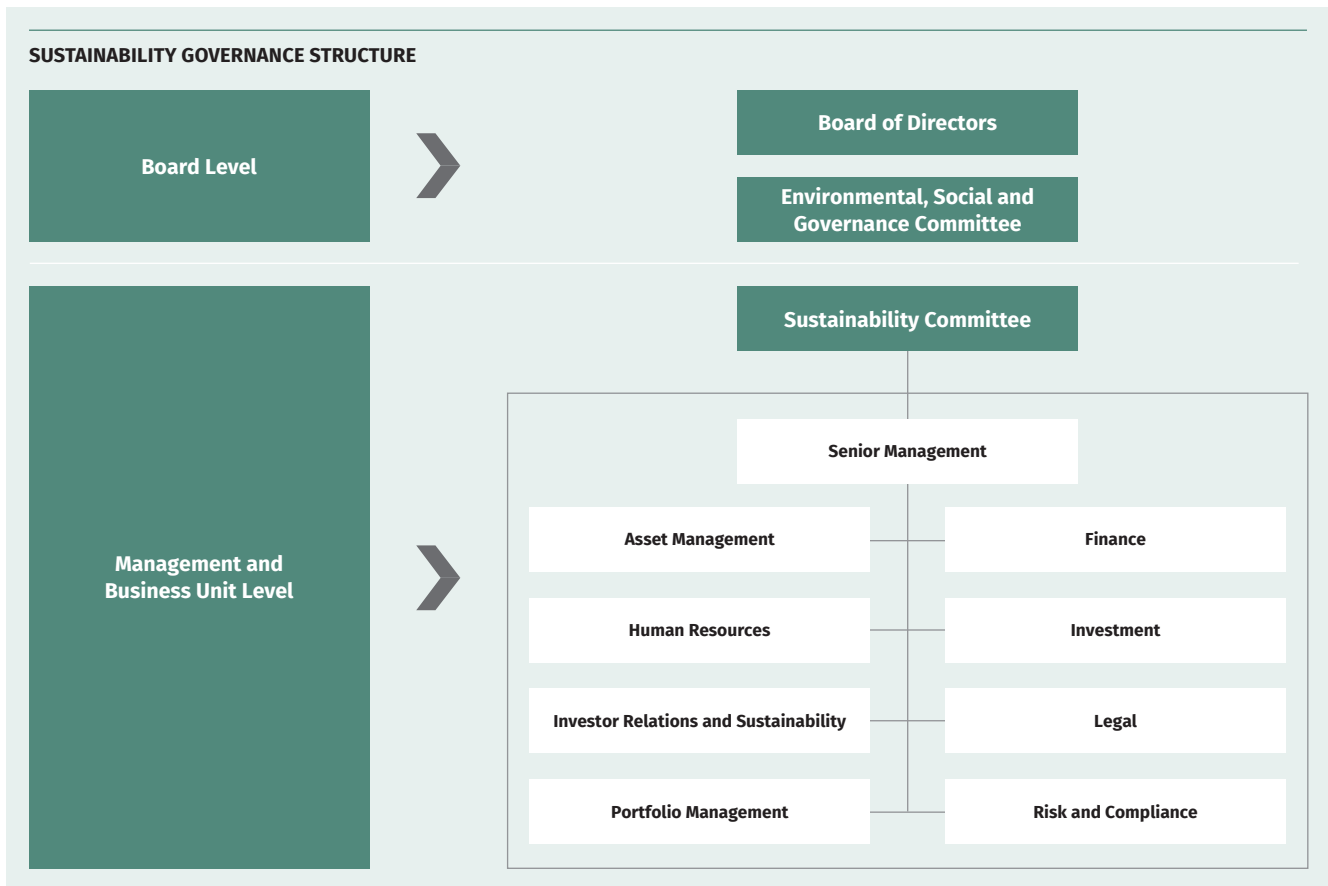 SUSTAINABILITY GOVERNANCE STRUCTURE
Board Level
Board of Directors
Environmental, Social and
Governance Committee
Management and
Business Unit Level
Sustainability Committee
Senior Management
Asset Management
Finance
Human Resources
Investment
Investor Relations and Sustainability
Legal
Portfolio Management
Risk and Compliance